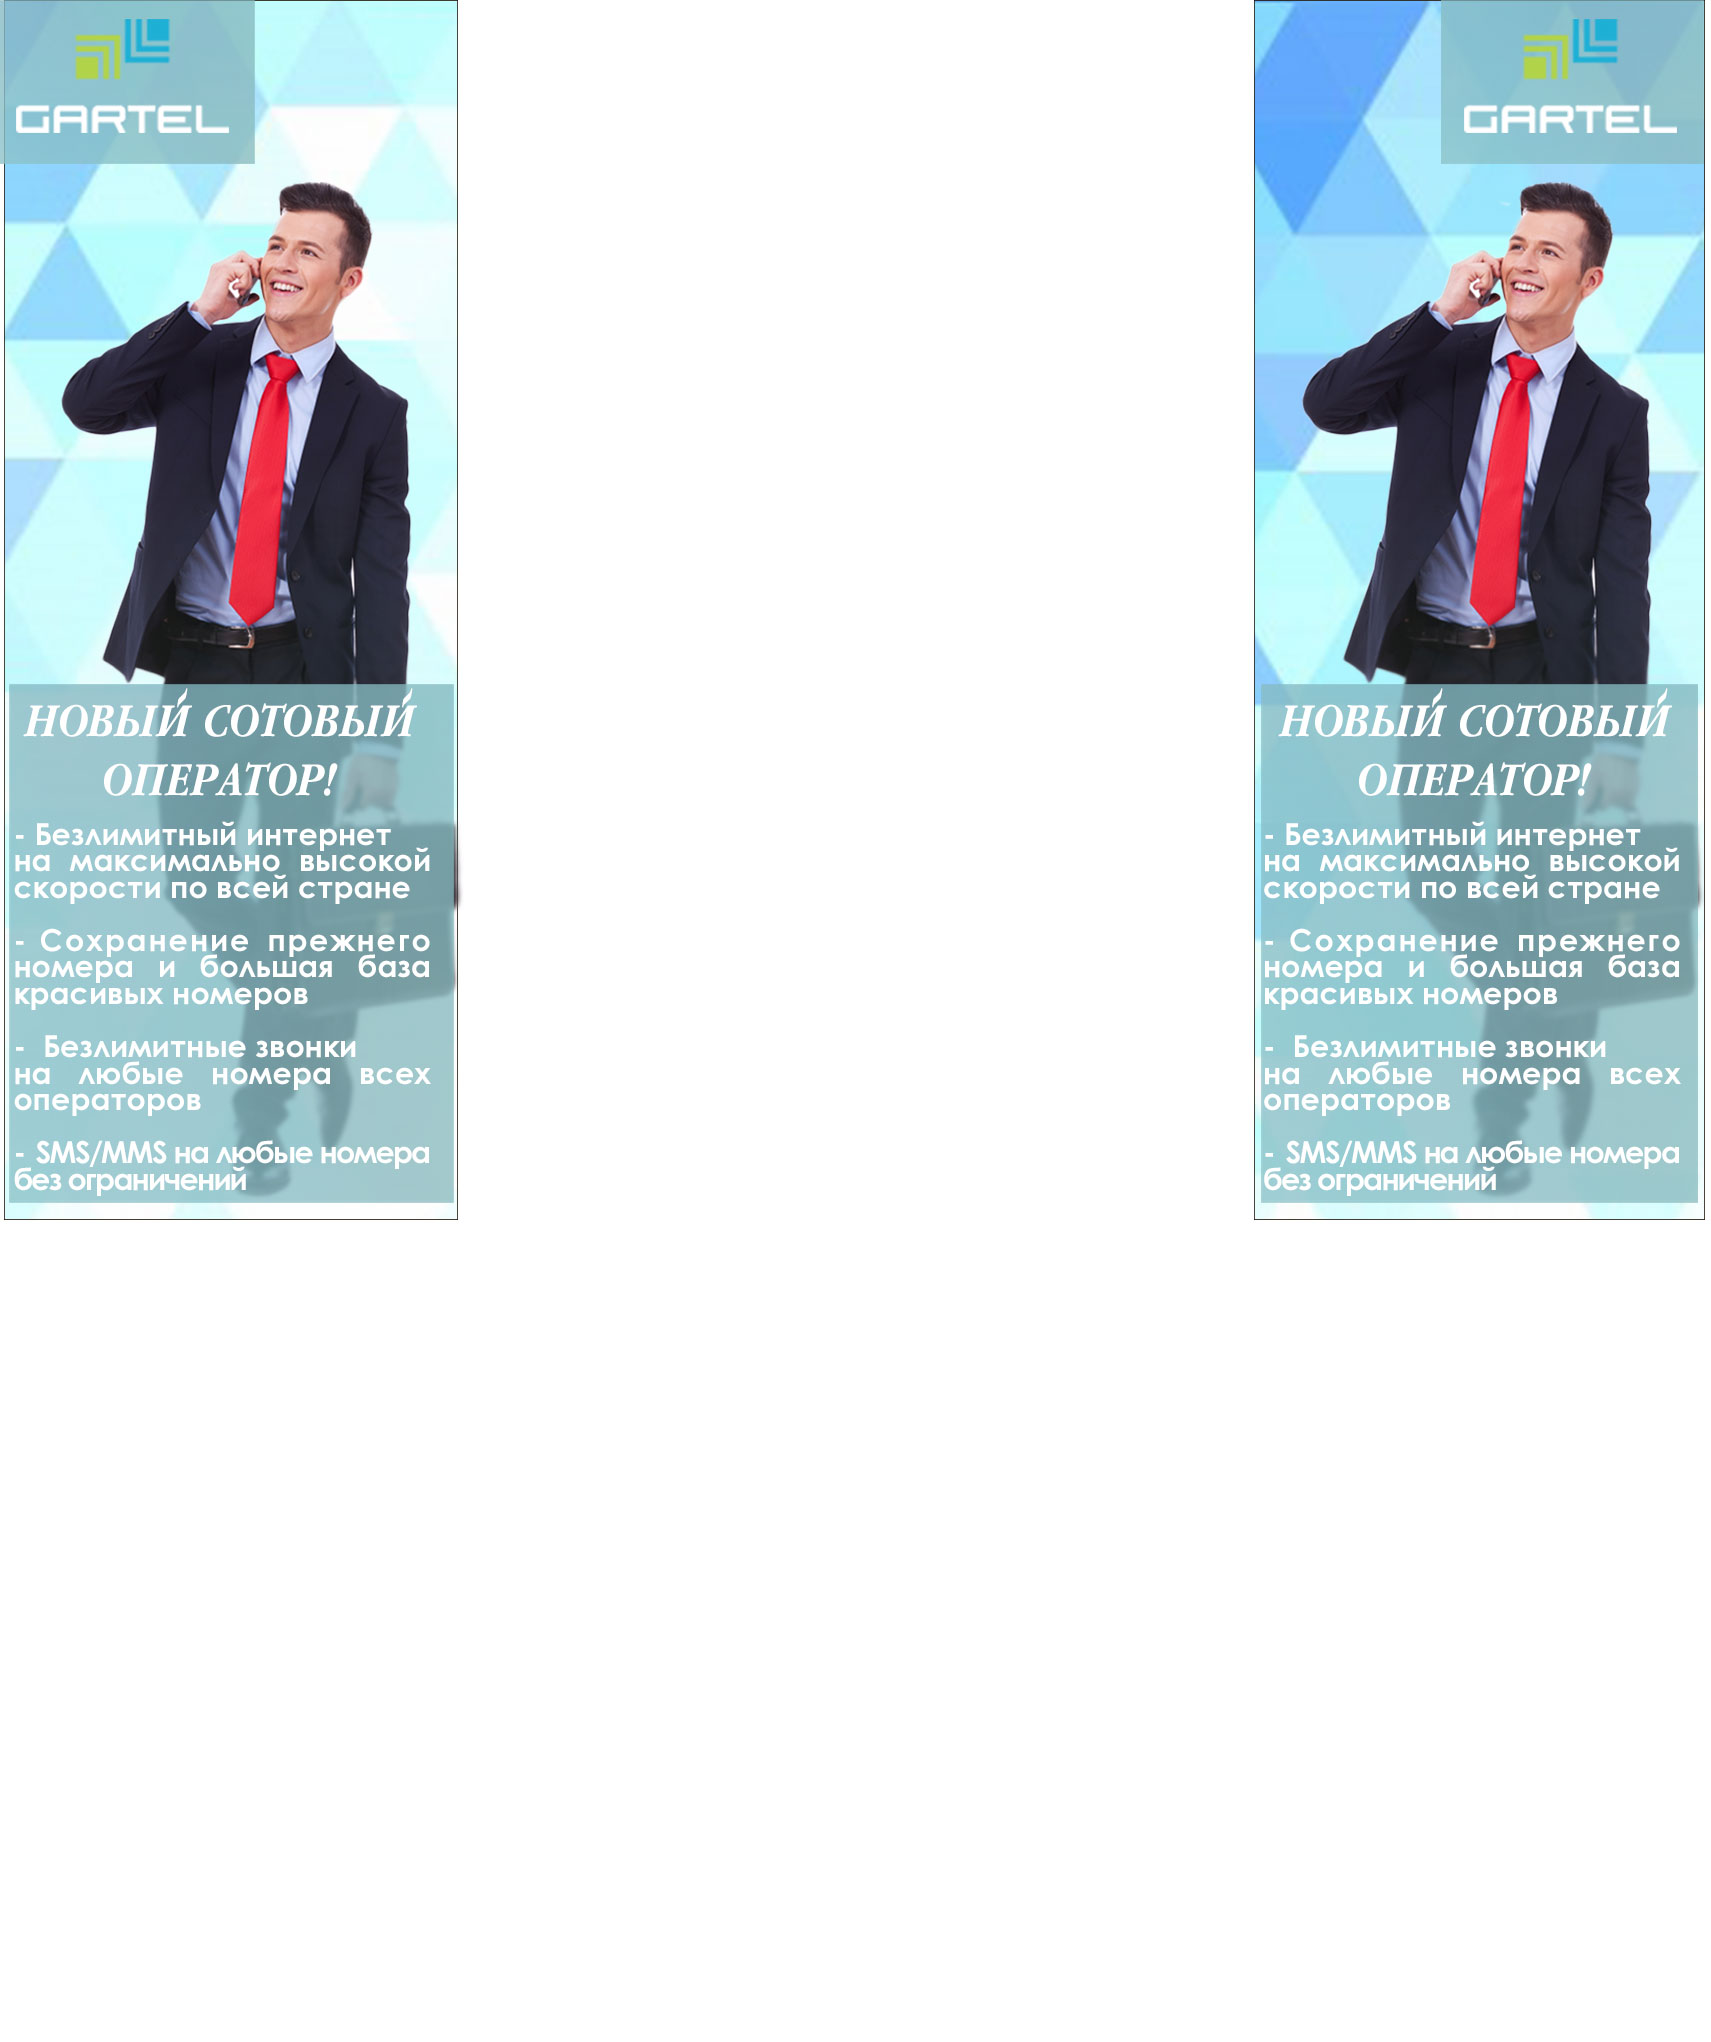 GARTEL
НОВЫЙ СОТОВЫЙ
ОПЕРАТОР!
- Безлимитный интернет
на максимально высокой
скорости по всей стране
- Сохранение прежнего
номера и большая база
красивых номеров
- Безлимитные звонки
на любые номера всех
операторов
- SMS/MMS на любые номера
без ограничений
GARTEL
НОВЫЙ СОТОВЫЙ
ОПЕРАТОР!
- Безлимитный интернет
на максимально высокой
скорости по всей стране
- Сохранение прежнего
номера и большая база
красивых номеров
- Безлимитные звонки
на любые номера всех
операторов
- SMS/MMS на любые номера
без ограничений